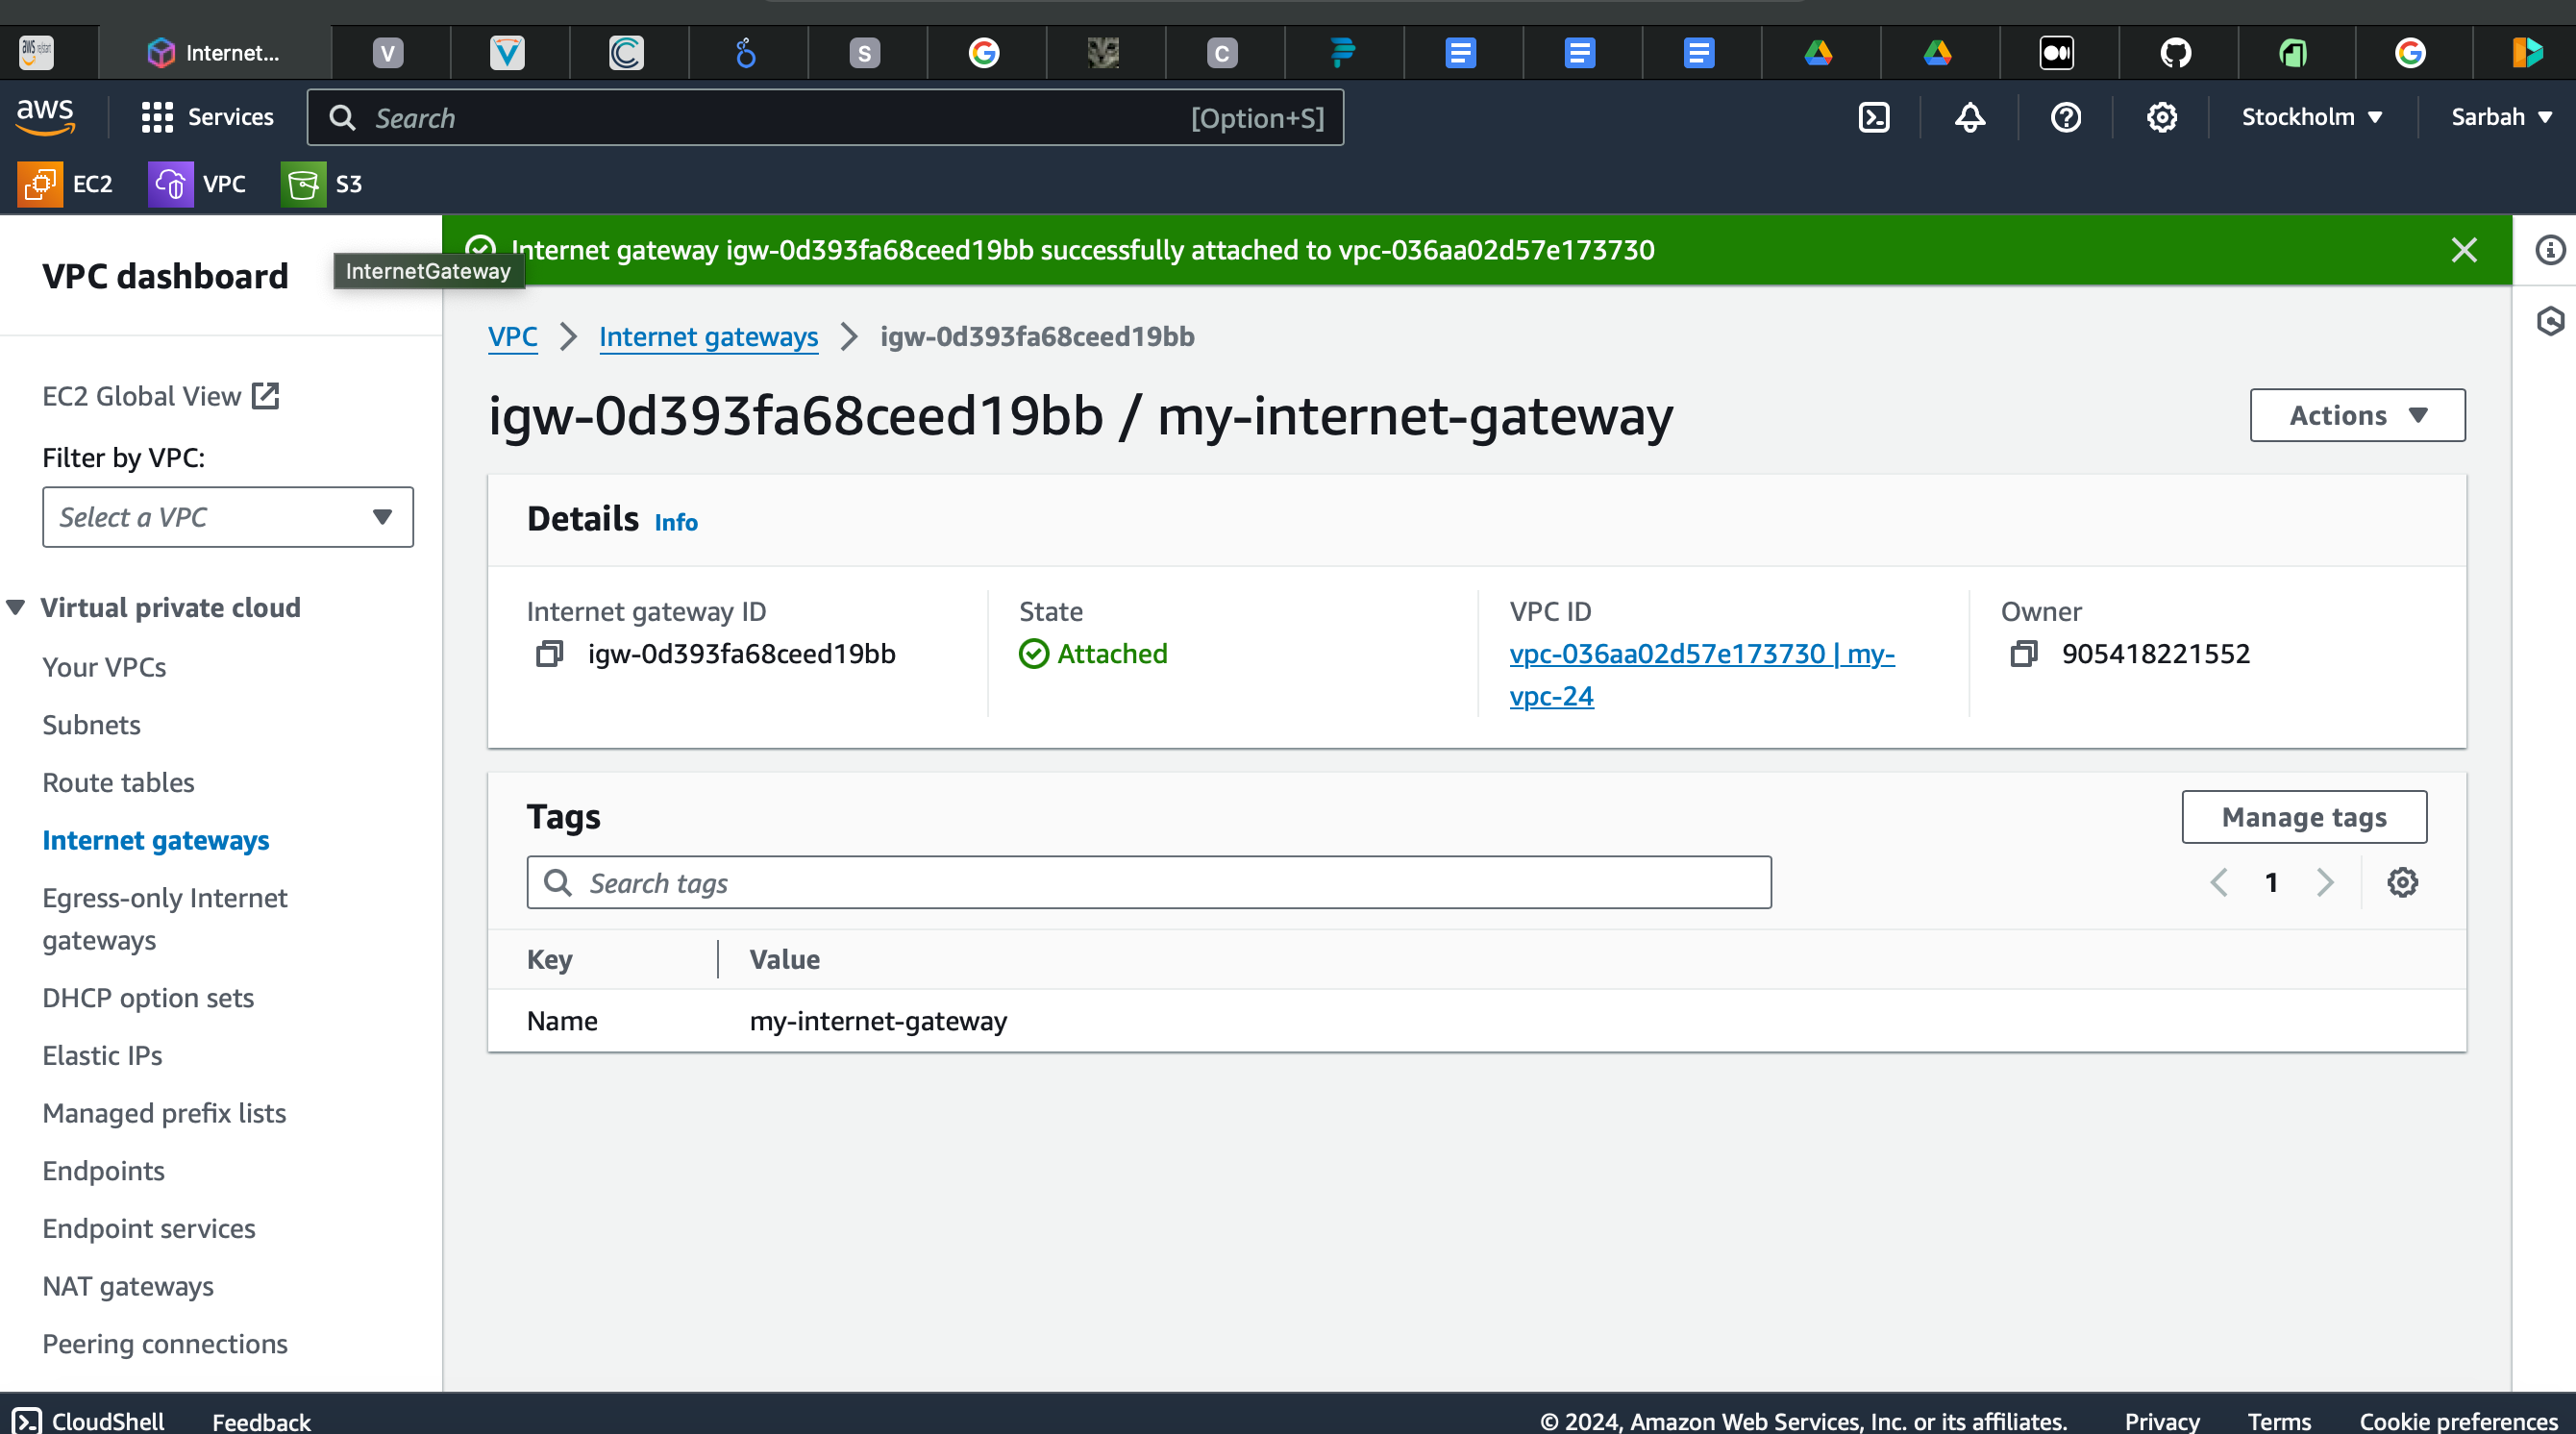 Internet...
V
S
C
aws
Services
Search
[Option+S]
Stockholm
Sarbah
EC2
VPC
S3
VPC dashboard
InternetGateway
Internet gateway igw-0d393fa68ceed19bb successfully attached to vpc-036aa02d57e173730
EC2 Global View
Filter by VPC:
Select a VPC
Virtual private cloud
Your VPCs
Subnets
Route tables
Internet gateways
Egress-only Internet
gateways
DHCP option sets
Elastic IPs
Managed prefix lists
Endpoints
Endpoint services
NAT gateways
Peering connections
VPC
Internet gateways
igw-0d393fa68ceed19bb
igw-0d393fa68ceed19bb / my-internet-gateway
Actions
Details Info
Internet gateway ID
igw-0d393fa68ceed19bb
State
Attached
VPC ID
vpc-036aa02d57e173730 | my-
vpc-24
Owner
905418221552
Tags
Manage tags
Search tags
1
Key
Value
Name
my-internet-gateway
CloudShell
Feedback
© 2024, Amazon Web Services, Inc. or its affiliates.
Privacy
Terms
Cookie preferences